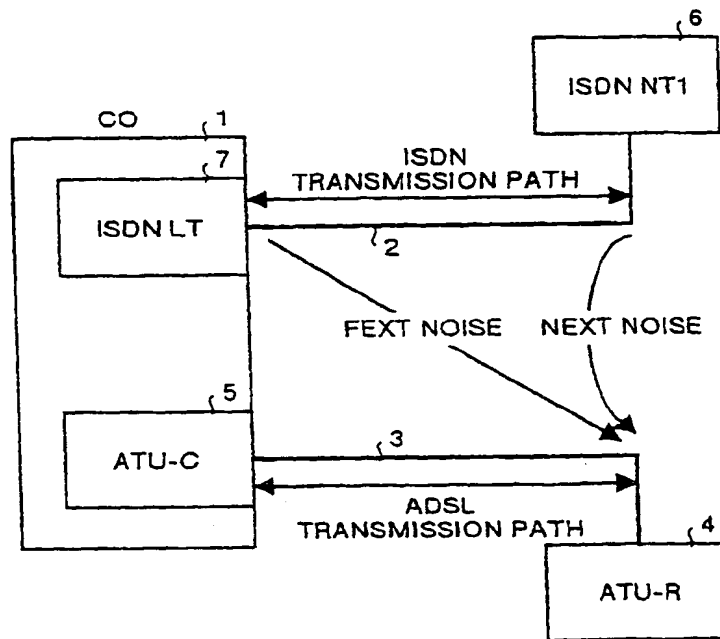 6
ISDN NT1
CO 1
7
ISDN LT
ISDN
TRANSMISSION PATH
2
FEXT NOISE
NEXT NOISE
5
ATU-C
3
ADSL
TRANSMISSION PATH
4
ATU-R